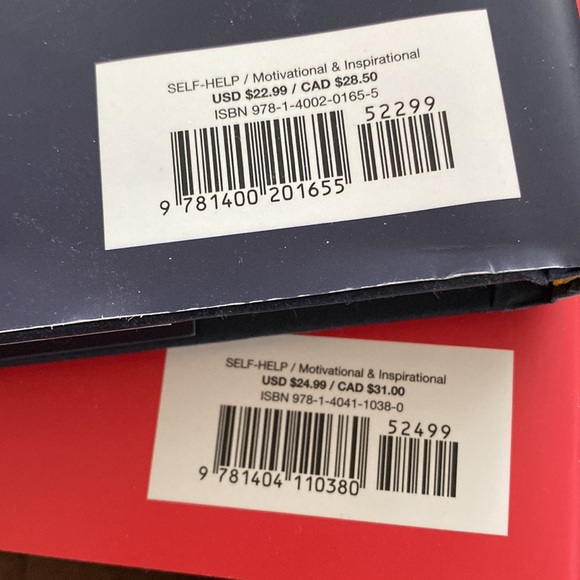 SELF-HELP / Motivational & Inspirational
USD $22.99 / CAD $28.50
ISBN 978-1-4002-0165-5
52299
9 781400 201655
SELF-HELP / Motivational & Inspirational
USD $24.99 / CAD $31.00
ISBN 978-1-4041-1038-0
52499
9 781404 110380